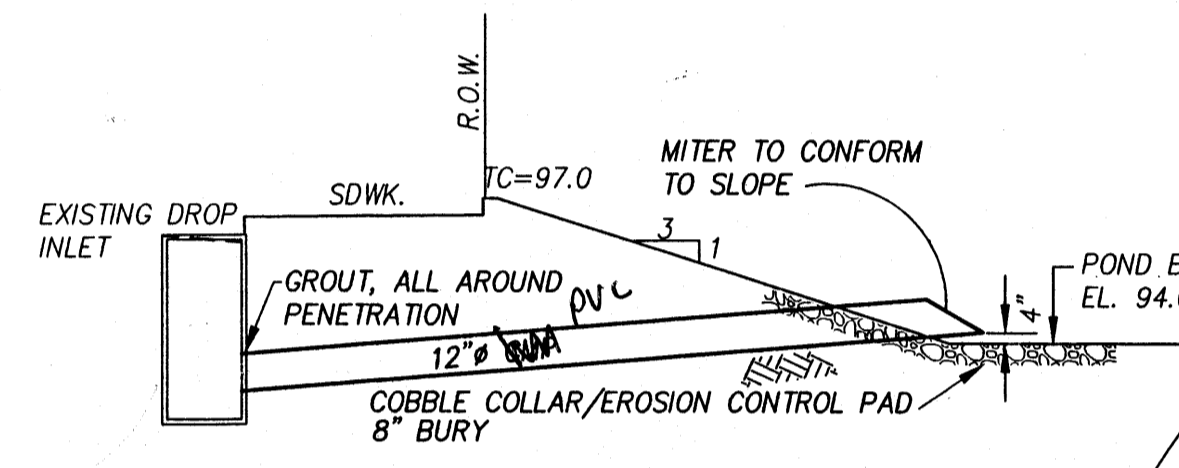 R.O.W.
TC=97.0
SDWK.
EXISTING DROP
INLET
MITER TO CONFORM
TO SLOPE
3
1
GROUT, ALL AROUND
PENETRATION
PVC
12"ø
4"
POND
EL. 94.
COBBLE COLLAR/EROSION CONTROL PAD
8" BURY